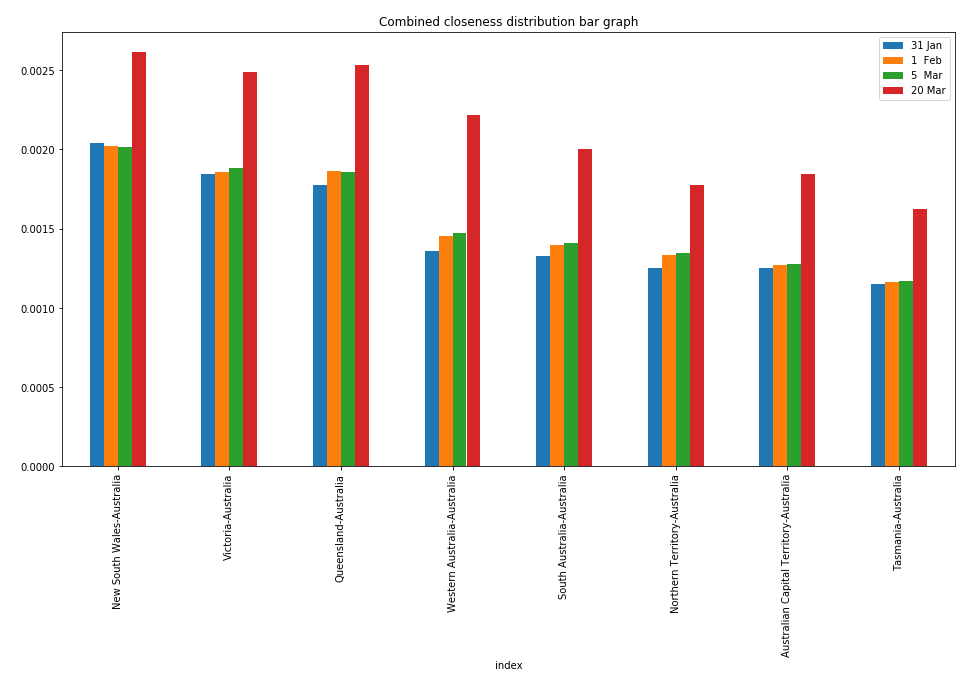 Combined closeness distribution bar graph
31 Jan
1  Feb
5  Mar
20 Mar
0.0025
0.0020
0.0015
0.0010
0.0005
0.0000
New South Wales-Australia
Victoria-Australia
Queensland-Australia
Western Australia-Australia
South Australia-Australia
Northern Territory-Australia
Australian Capital Territory-Australia
Tasmania-Australia
index